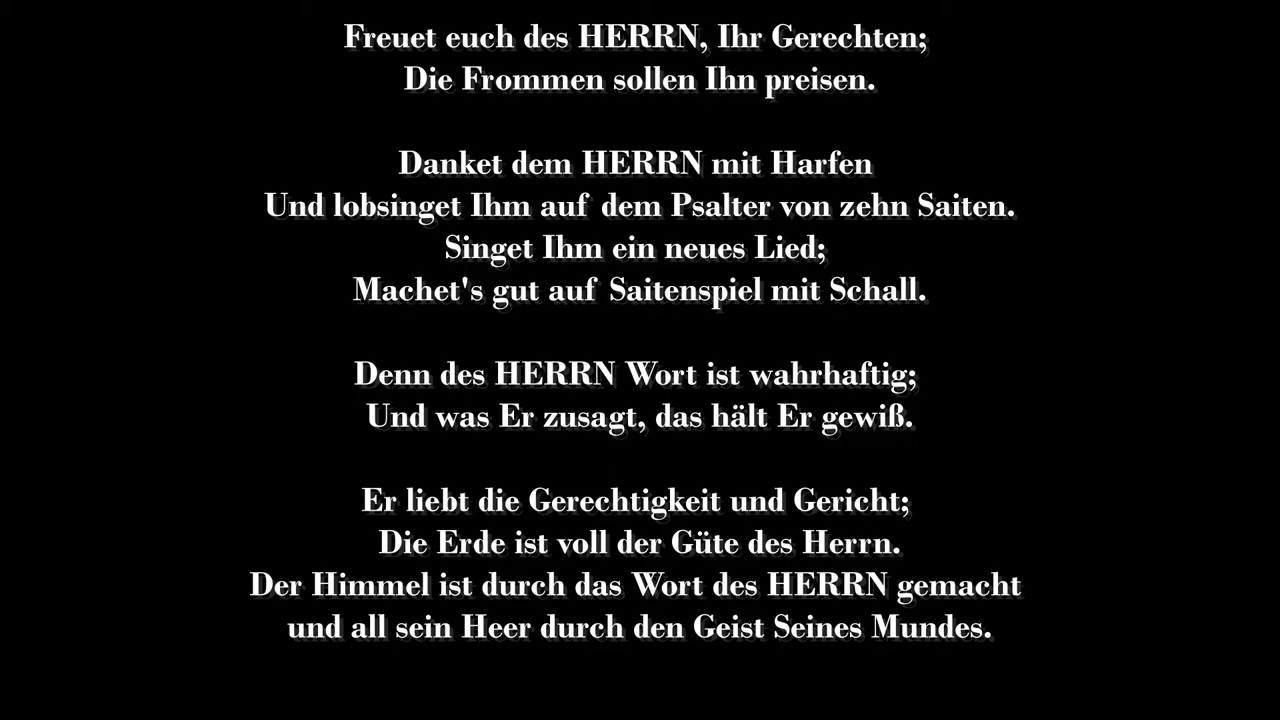 Freuet euch des HERRN, Ihr Gerechten;
Die Frommen sollen Ihn preisen.
Danket dem HERRN mit Harfen
Und lobsinget Ihm auf dem Psalter von zehn Saiten.
Singet Ihm ein neues Lied;
Machet's gut auf Saitenspiel mit Schall.
Denn des HERRN Wort ist wahrhaftig;
Und was Er zusagt, das hält Er gewiß.
Er liebt die Gerechtigkeit und Gericht;
Die Erde ist voll der Güte des Herrn.
Der Himmel ist durch das Wort des HERRN gemacht
und all sein Heer durch den Geist Seines Mundes.